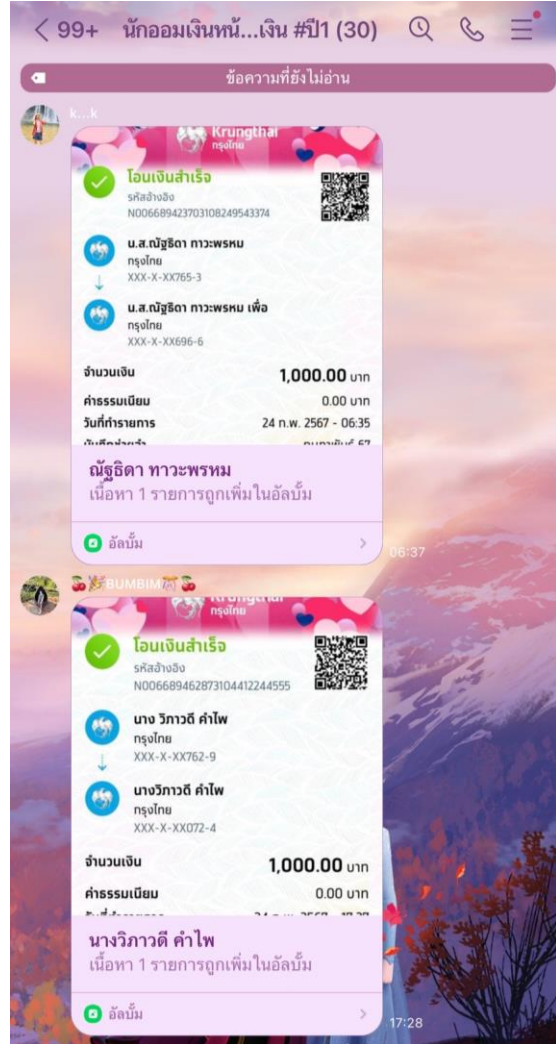 99+ นักออมเงินหน้...เงิน #ปี1 (30)
ข้อความที่ยังไม่อ่าน
k...k
Krungthai
กรุงไทย
โอนเงินสำเร็จ
รหัสอ้างอิง
N00668942370310824954 3374
น.ส.ณัฐธิดา ทาวะพรหม
กรุงไทย
XXX-X-XX765-3
น.ส.ณัฐธิดา ทาวะพรหม เพื่อ
กรุงไทย
XXX-X-XX696-6
จำนวนเงิน 1,000.00 บาท
ค่าธรรมเนียม 0.00 บาท
วันที่ทำรายการ 24 ก.พ. 2567 - 06:35
ณัฐธิดา ทาวะพรหม
เนื้อหา 1 รายการถูกเพิ่มในอัลบั้ม
อัลบั้ม
06:37
🍒🎉BUMBIM🎊🍒
กรุงไทย
โอนเงินสำเร็จ
รหัสอ้างอิง
N006689462873104412244555
นาง วิภาวดี คำไพ
กรุงไทย
XXX-X-XX762-9
นางวิภาวดี คำไพ
กรุงไทย
XXX-X-XX072-4
จำนวนเงิน 1,000.00 บาท
ค่าธรรมเนียม 0.00 บาท
นางวิภาวดี คำไพ
เนื้อหา 1 รายการถูกเพิ่มในอัลบั้ม
อัลบั้ม
17:28